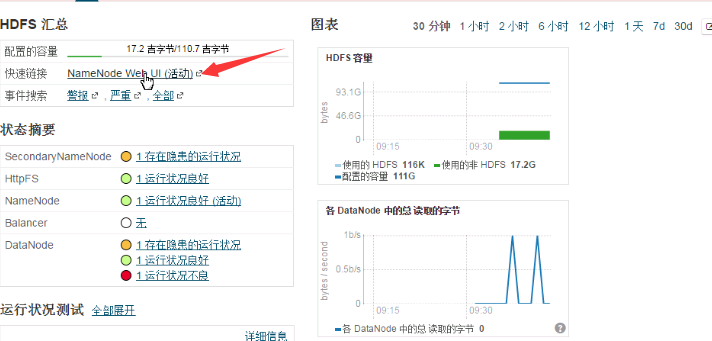 HDFS 汇总
配置的容量 17.2 吉字节/110.7 吉字节
快速链接 NameNode Web UI (活动)
事件搜索 警报 , 严重 , 全部
状态摘要
SecondaryNameNode 1 存在隐患的运行状况
HttpFS 1 运行状况良好
NameNode 1 运行状况良好 (活动)
Balancer 无
DataNode 1 存在隐患的运行状况
1 运行状况良好
1 运行状况不良
运行状况测试 全部展开
详细信息
图表 30 分钟 1 小时 2 小时 6 小时 12 小时 1 天 7d 30d
HDFS 容量
bytes
93.1G
46.6G
0
09:15 09:30
使用的 HDFS 116K 使用的非 HDFS 17.2G
配置的容量 111G
各 DataNode 中的总读取的字节
bytes / second
1b/s
0.5b/s
0
09:15 09:30
各 DataNode 中的总读取的字节 0